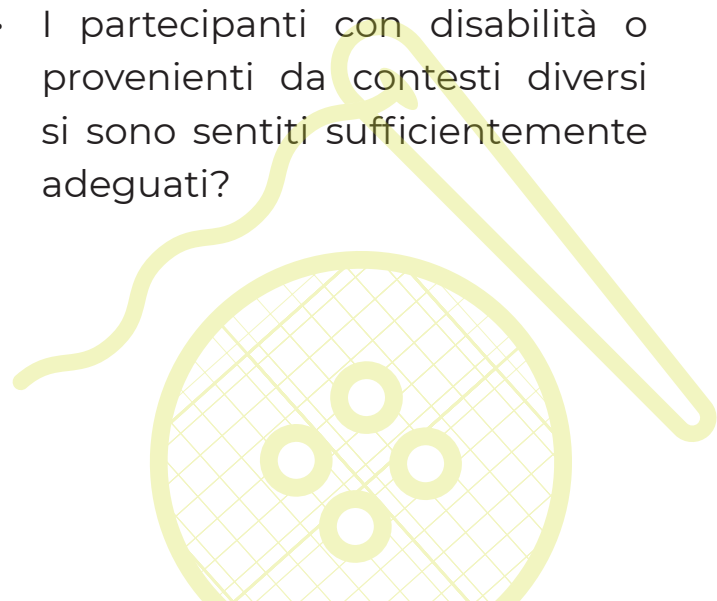 • I partecipanti con disabilità o
provenienti da contesti diversi
si sono sentiti sufficientemente
adeguati?